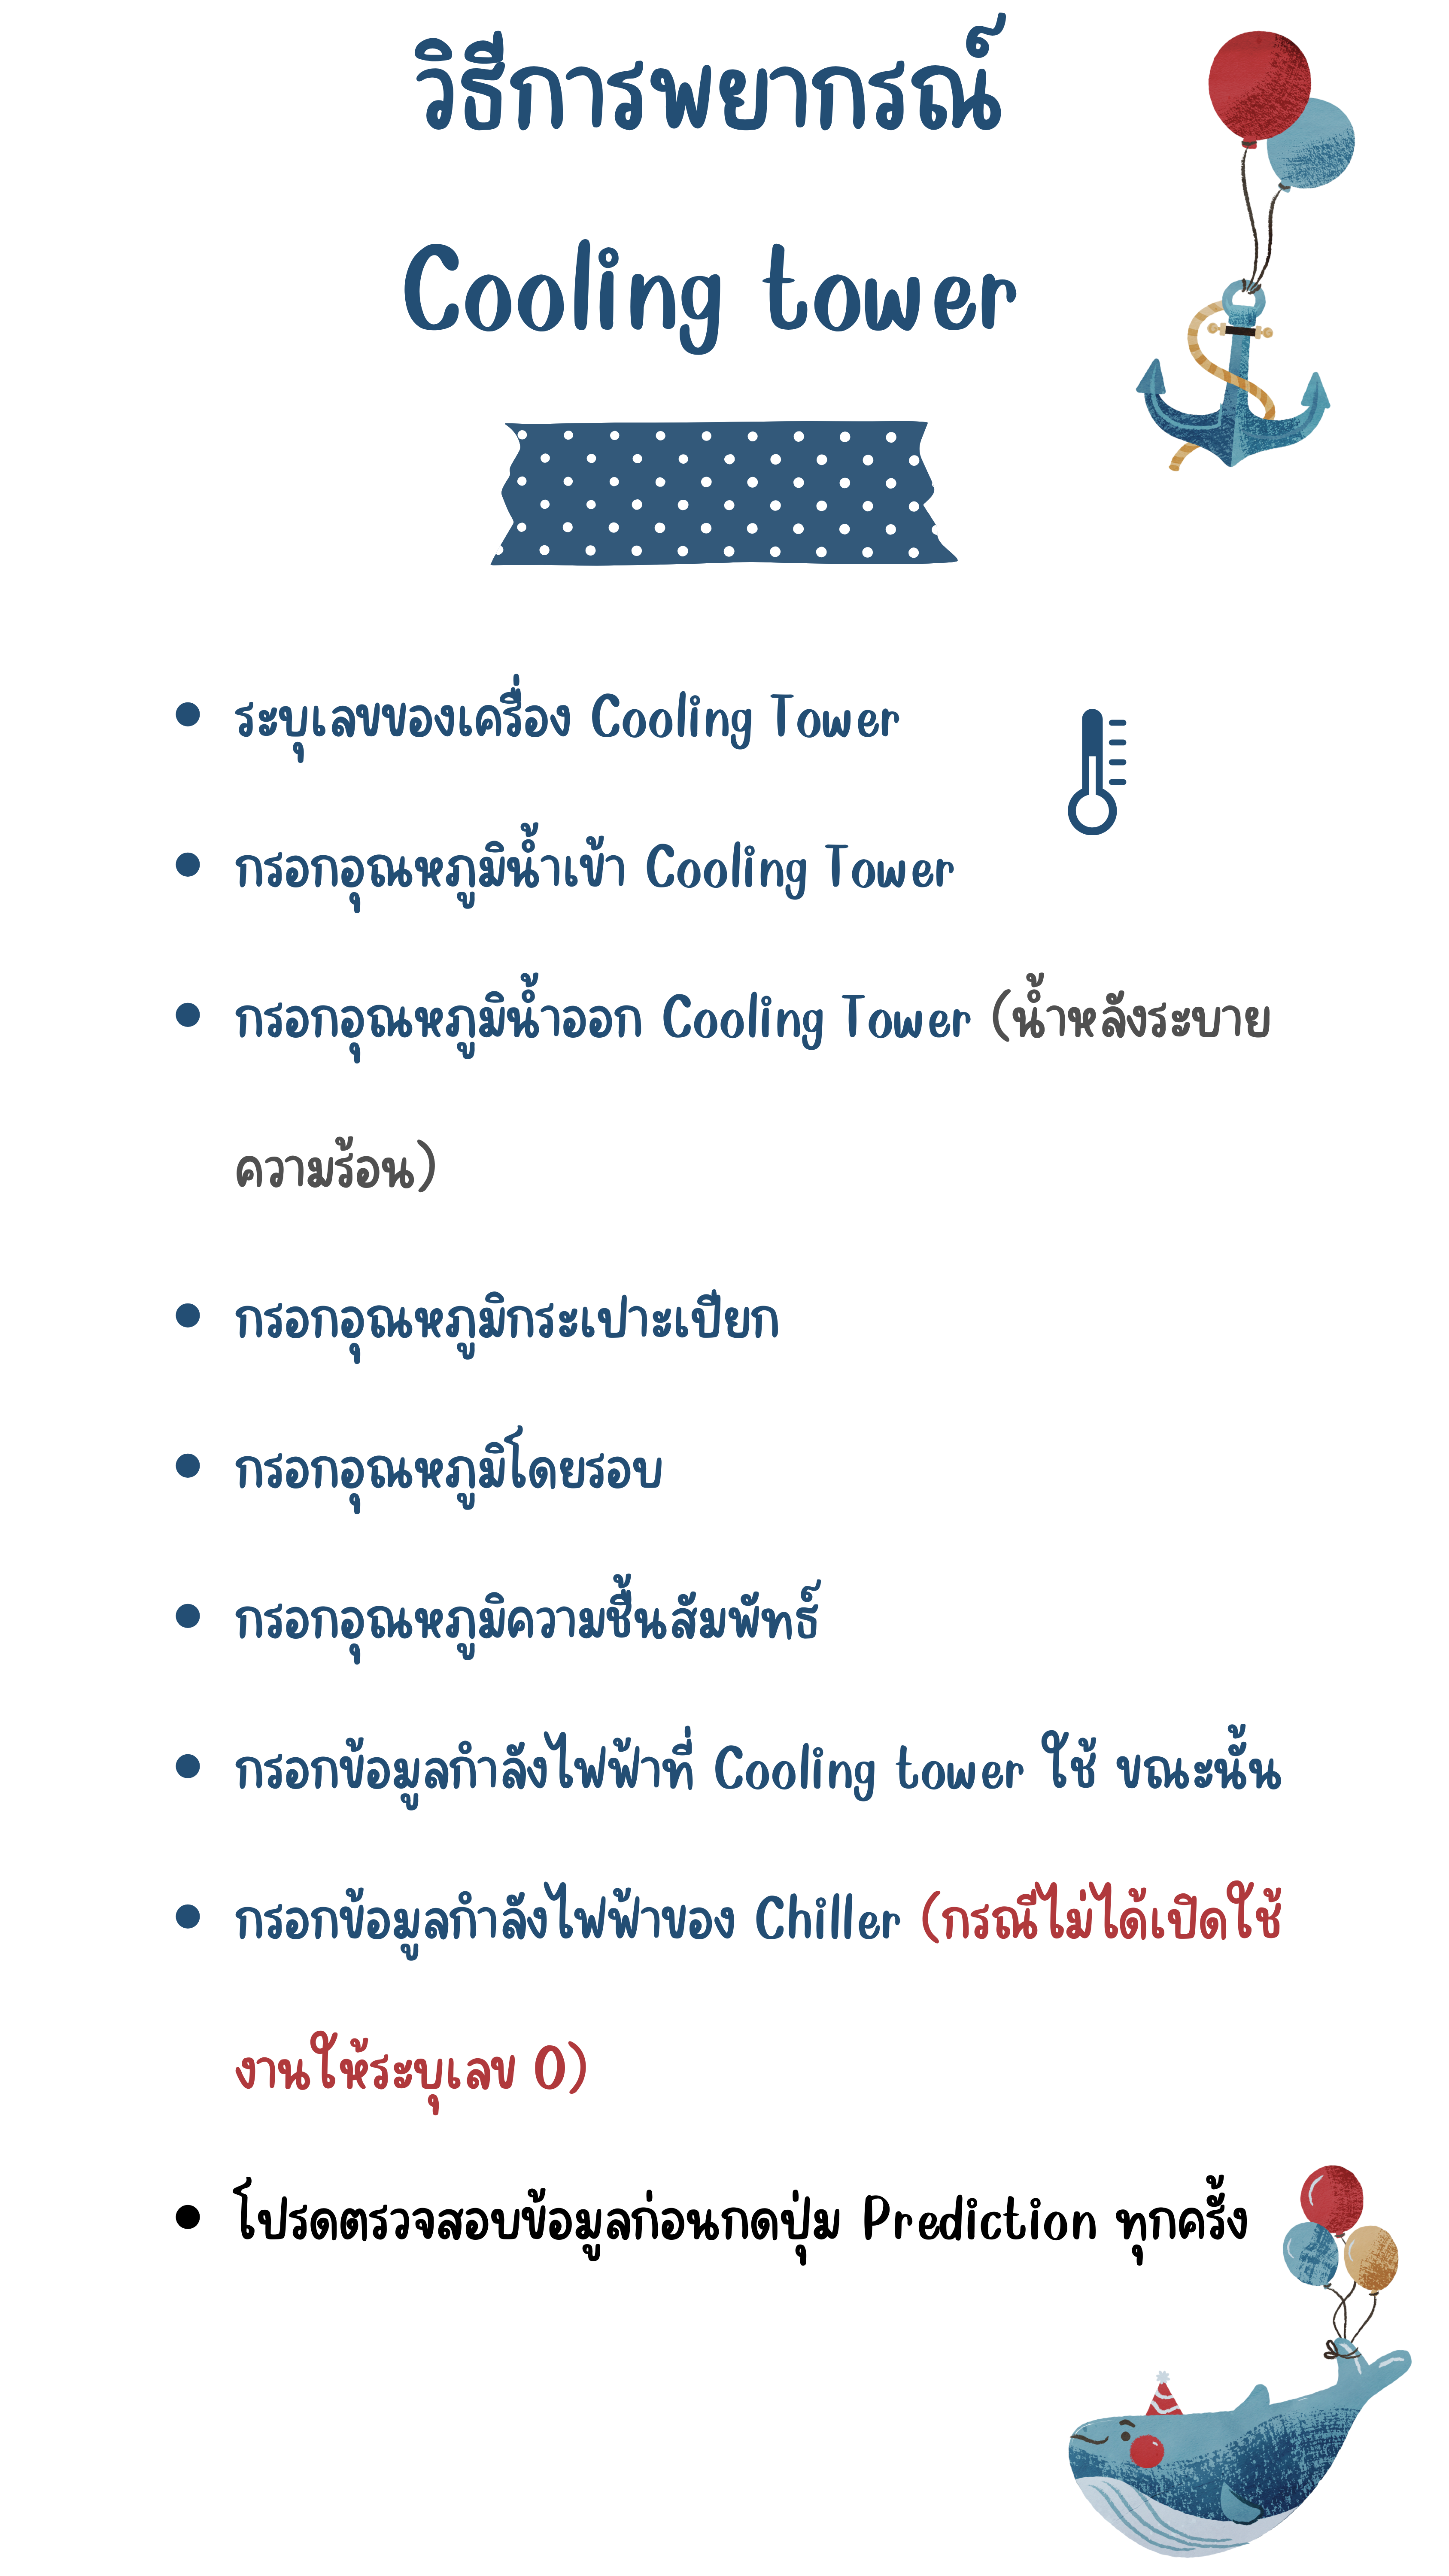 วิธีการพยากรณ์
Cooling tower
ระบุเลขของเครื่อง Cooling Tower
กรอกอุณหภูมิน้ำเข้า Cooling Tower
กรอกอุณหภูมิน้ำออก Cooling Tower (น้ำหลังระบาย
ความร้อน)
กรอกอุณหภูมิกระเปาะเปียก
กรอกอุณหภูมิโดยรอบ
กรอกอุณหภูมิความชื้นสัมพัทธ์
กรอกข้อมูลกำลังไฟฟ้าที่ Cooling tower ใช้ ขณะนั้น
กรอกข้อมูลกำลังไฟฟ้าของ Chiller (กรณีไม่ได้เปิดใช้
งานให้ระบุเลข 0)
โปรดตรวจสอบข้อมูลก่อนกดปุ่ม Prediction ทุกครั้ง